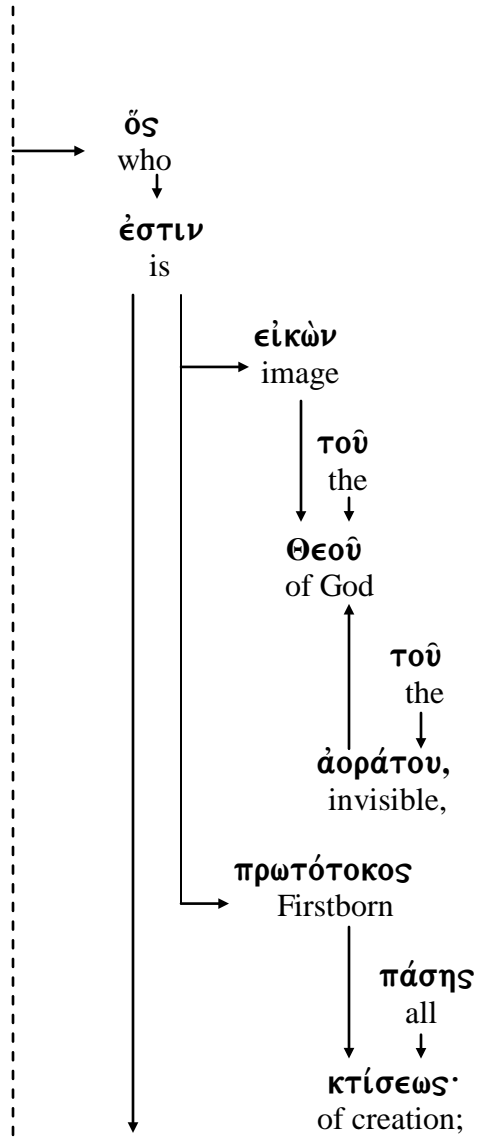 ὅς
who
ἐστιν
is
εἰκὼν
image
τοῦ
the
Θεοῦ
of God
τοῦ
the
ἀοράτου,
invisible,
πρωτότοκος
Firstborn
πάσης
all
κτίσεως·
of creation;